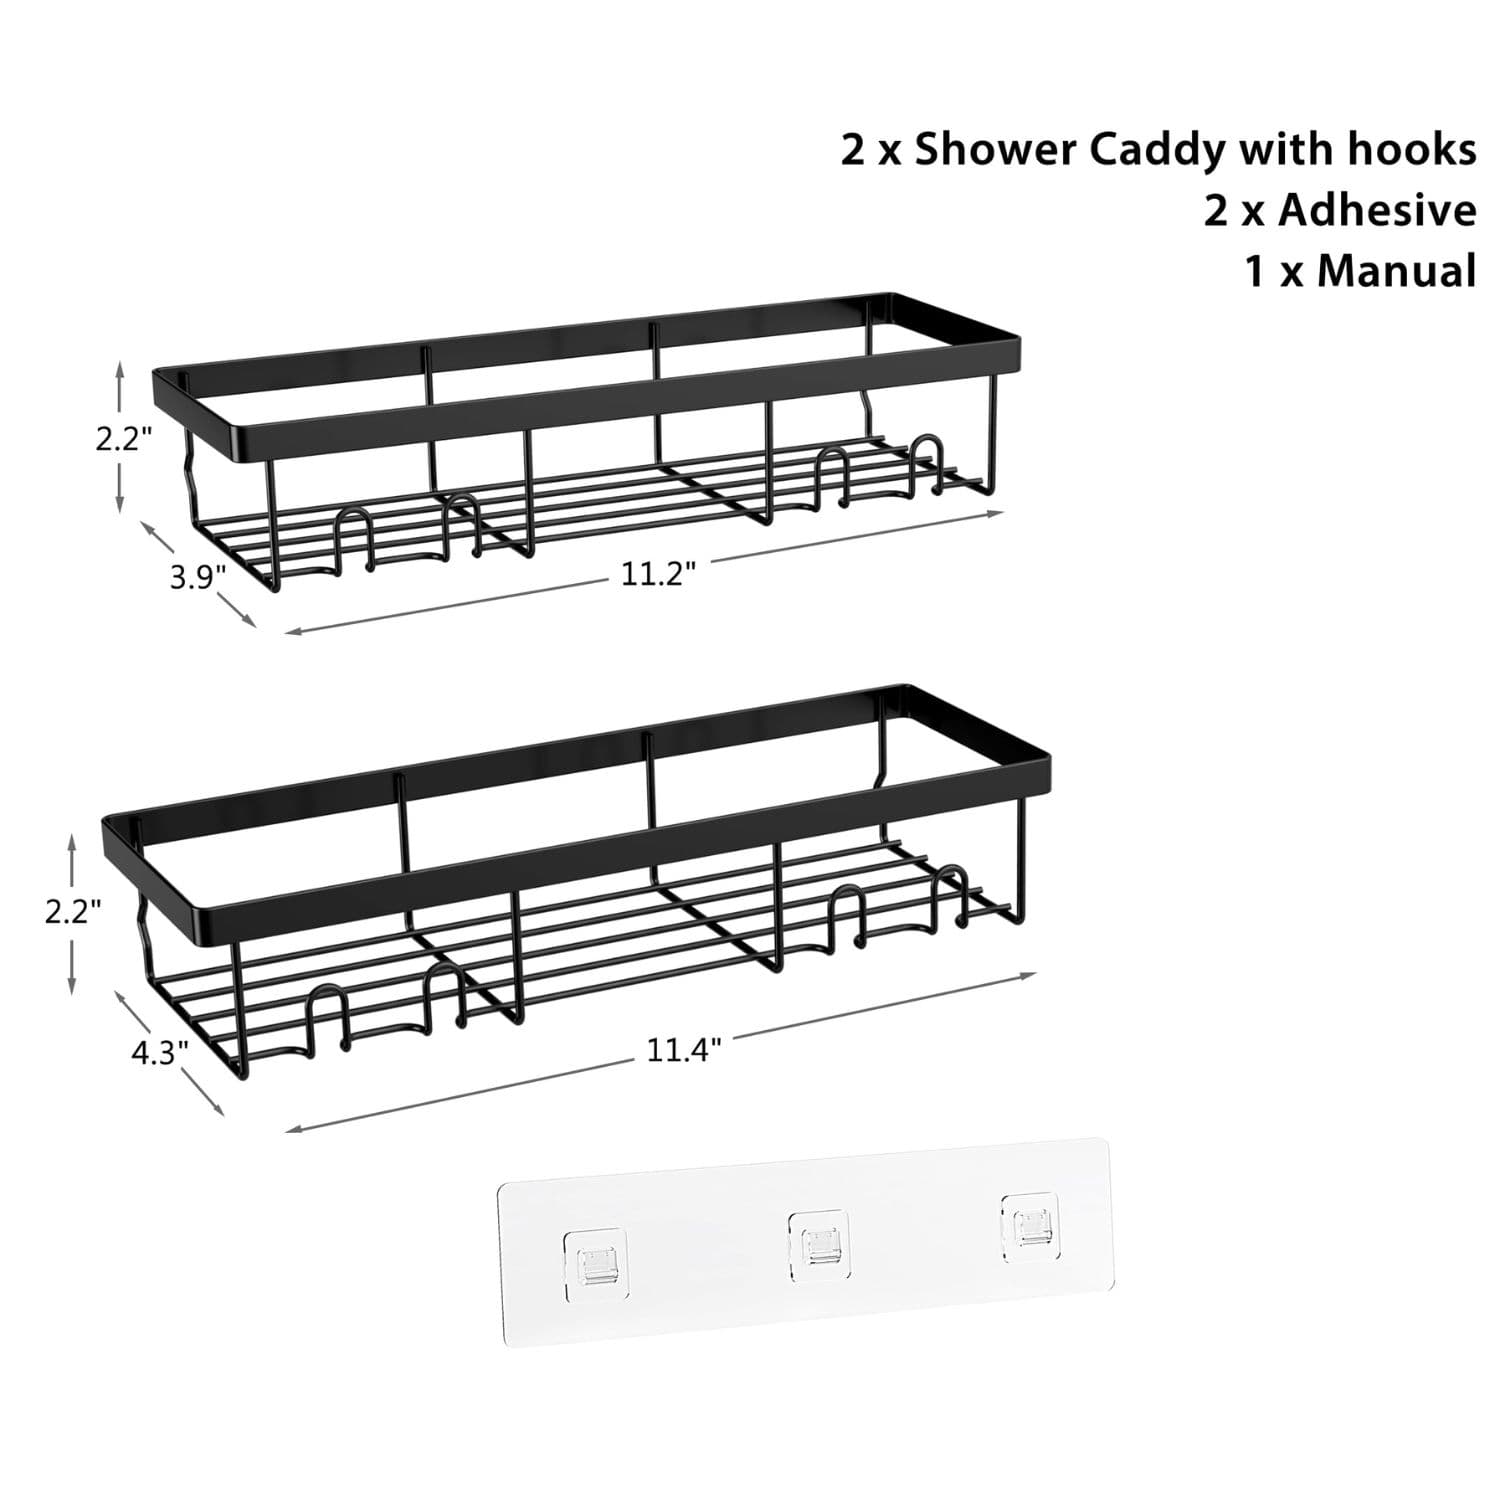 2 x Shower Caddy with hooks
2 x Adhesive
1 x Manual
2.2"
3.9"
11.2"
2.2"
4.3"
11.4"